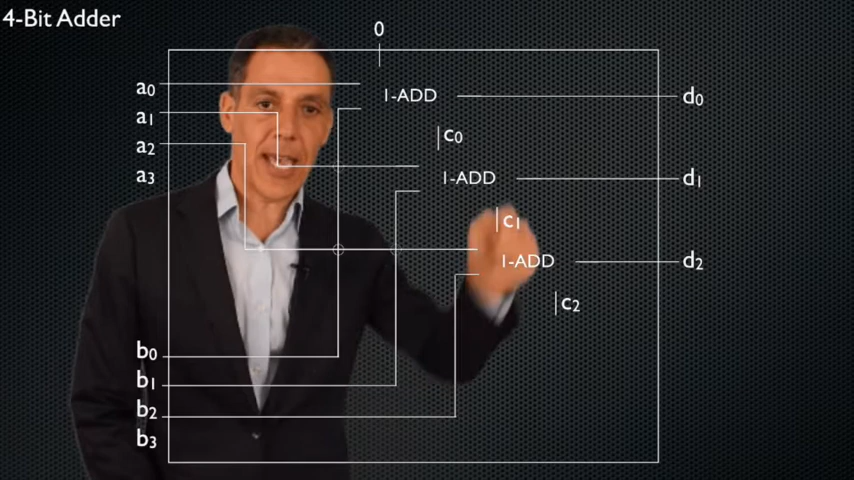 4-Bit Adder
0
a0
1-ADD
d0
a1
c0
a2
a3
1-ADD
d1
c1
1-ADD
d2
c2
b0
b1
b2
b3